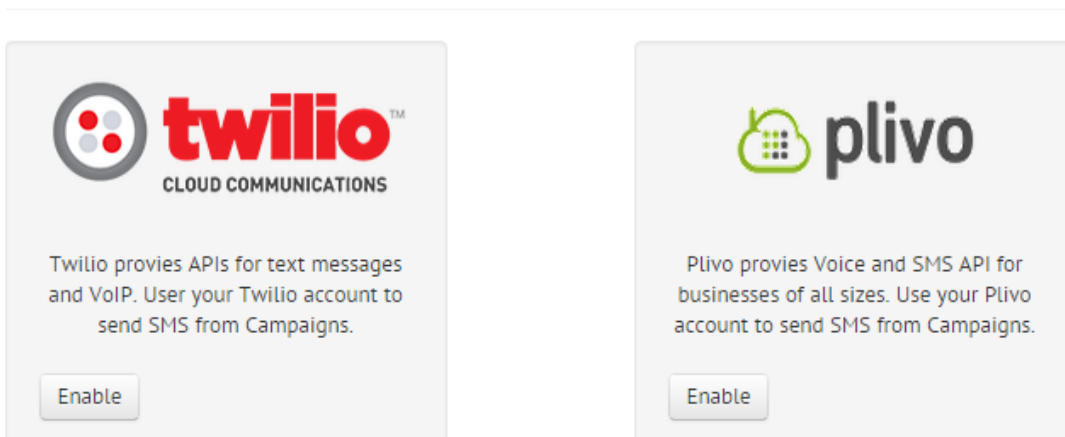 twilio™
CLOUD COMMUNICATIONS
Twilio provies APIs for text messages
and VoIP. User your Twilio account to
send SMS from Campaigns.
Enable
plivo
Plivo provies Voice and SMS API for
businesses of all sizes. Use your Plivo
account to send SMS from Campaigns.
Enable